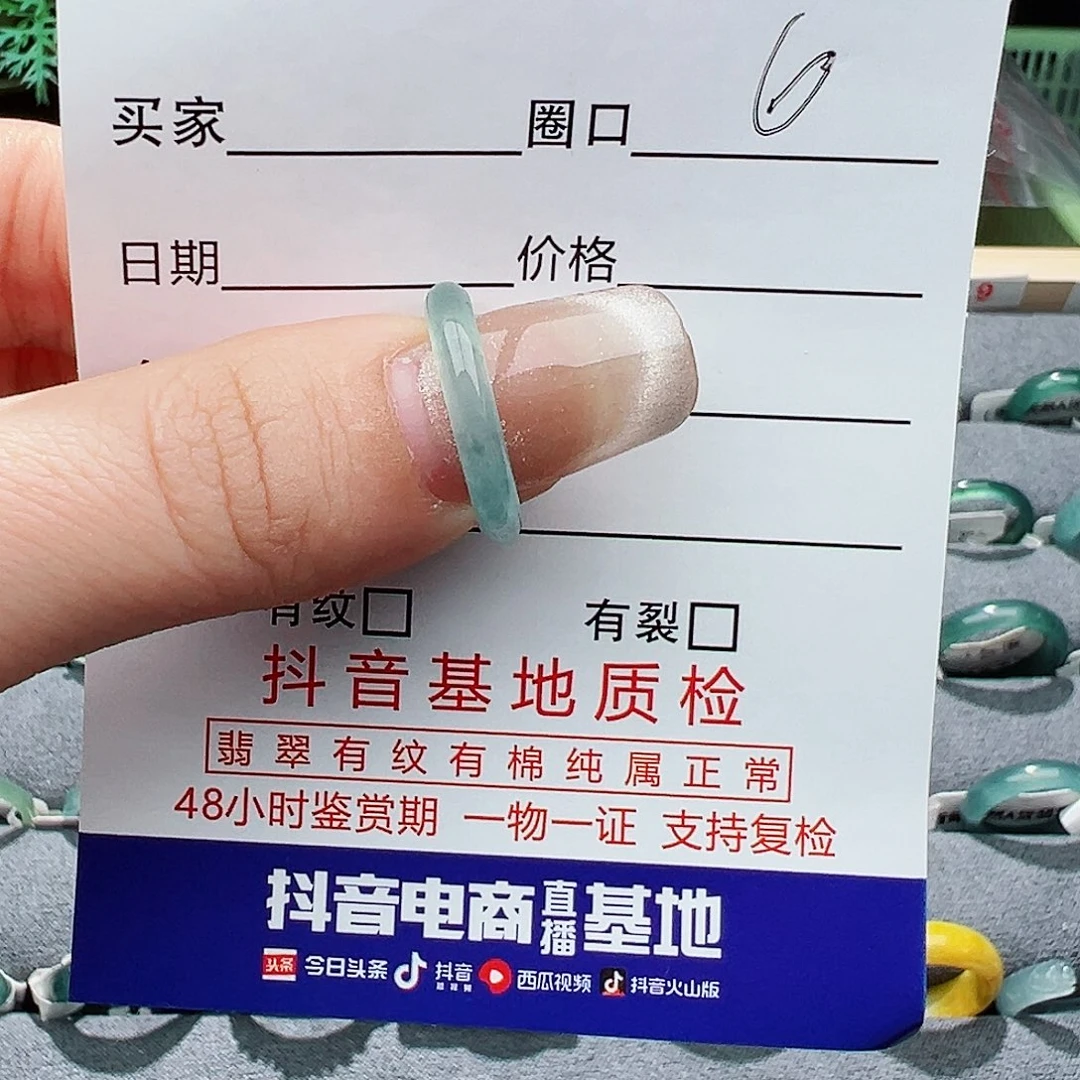 6
买家 圈口
日期 价格
有纹□ 有裂□
抖音基地质检
翡翠有纹有棉纯属正常
48小时鉴赏期 一物一证 支持复检
抖音电商直播基地
头条 今日头条 抖音 西瓜视频 抖音火山版